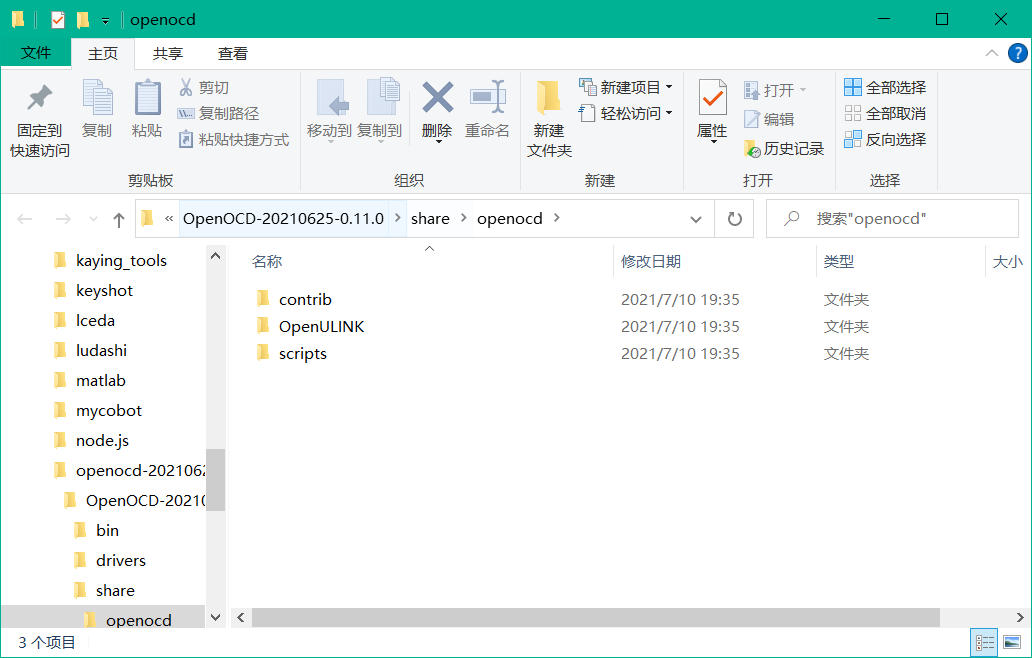 openocd
文件 主页 共享 查看
固定到快速访问
复制
粘贴
剪切
复制路径
粘贴快捷方式
剪贴板
移动到
复制到
删除
重命名
组织
新建文件夹
新建项目
轻松访问
新建
属性
打开
编辑
历史记录
打开
全部选择
全部取消
反向选择
选择
« OpenOCD-20210625-0.11.0 > share > openocd >
搜索"openocd"
kaying_tools
keyshot
lceda
ludashi
matlab
mycobot
node.js
openocd-2021062
OpenOCD-20210
bin
drivers
share
openocd
名称 修改日期 类型 大小
contrib 2021/7/10 19:35 文件夹
OpenULINK 2021/7/10 19:35 文件夹
scripts 2021/7/10 19:35 文件夹
3 个项目